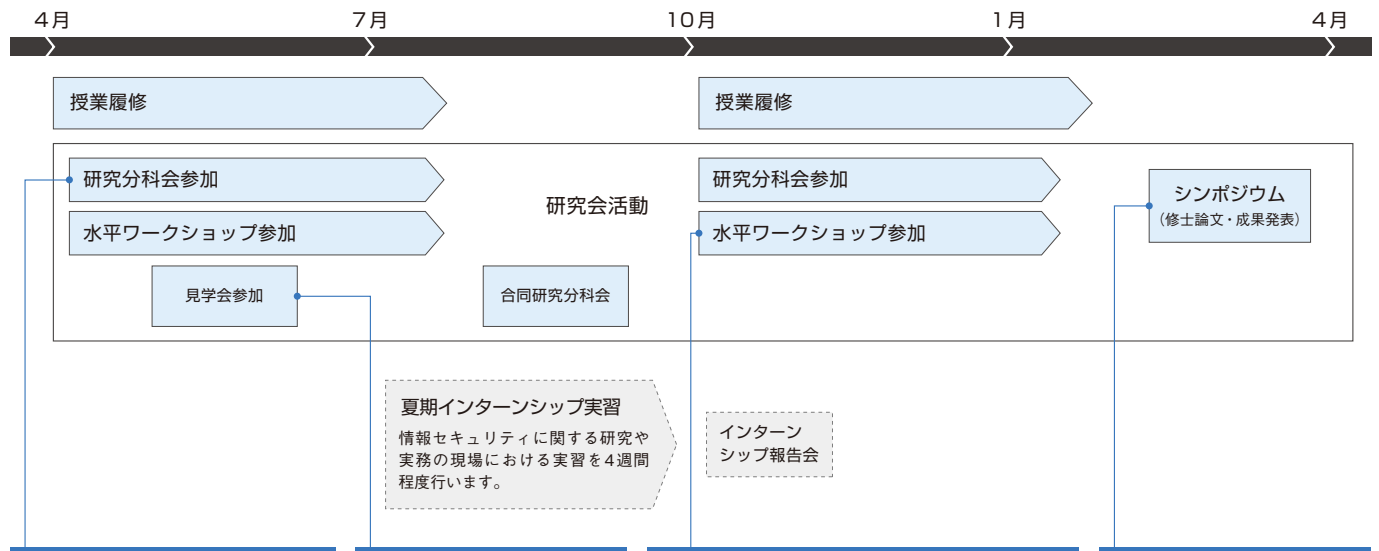 4月
7月
10月
1月
4月
授業履修
授業履修
研究分科会参加
研究分科会参加
水平ワークショップ参加
水平ワークショップ参加
研究会活動
シンポジウム
（修士論文・成果発表）
見学会参加
合同研究分科会
夏期インターンシップ実習
情報セキュリティに関する研究や
実務の現場における実習を4週間
程度行います。
インターン
シップ報告会